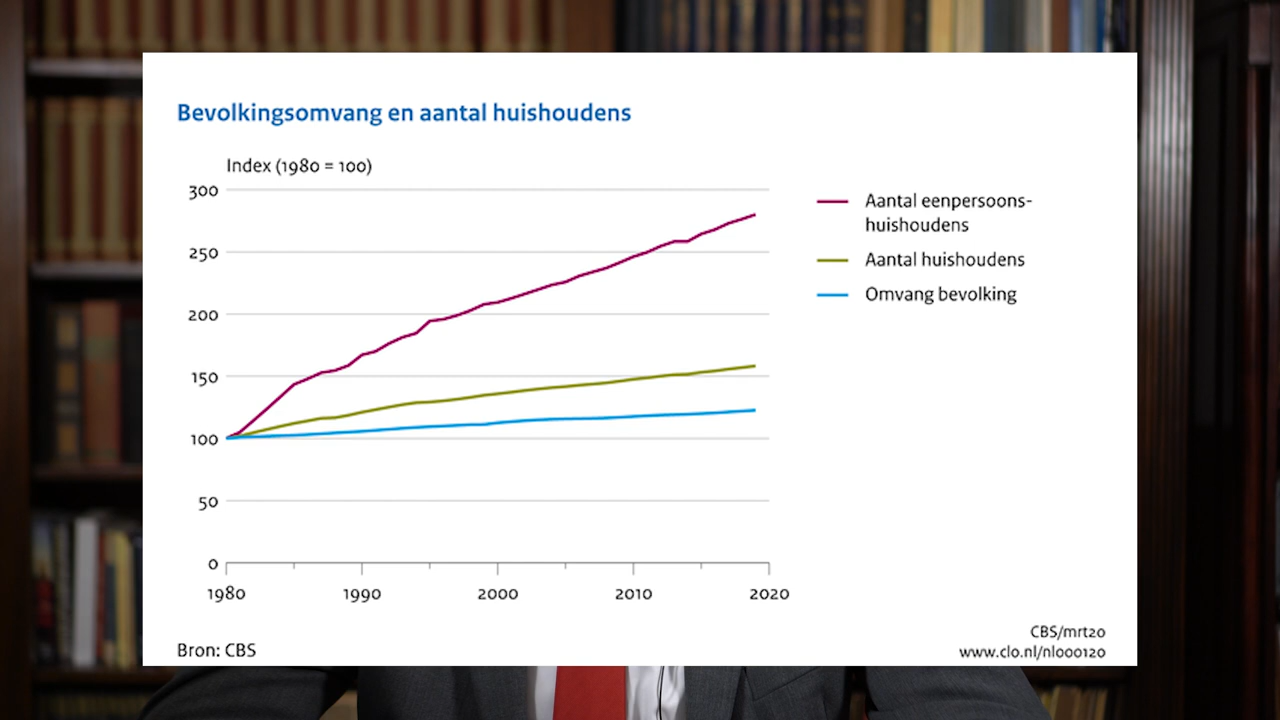 Bevolkingsomvang en aantal huishoudens
Index (1980 = 100)
300
250
200
150
100
50
0
1980
1990
2000
2010
2020
Aantal eenpersoons-
huishoudens
Aantal huishoudens
Omvang bevolking
Bron: CBS
CBS/mrt20
www.clo.nl/nl000120